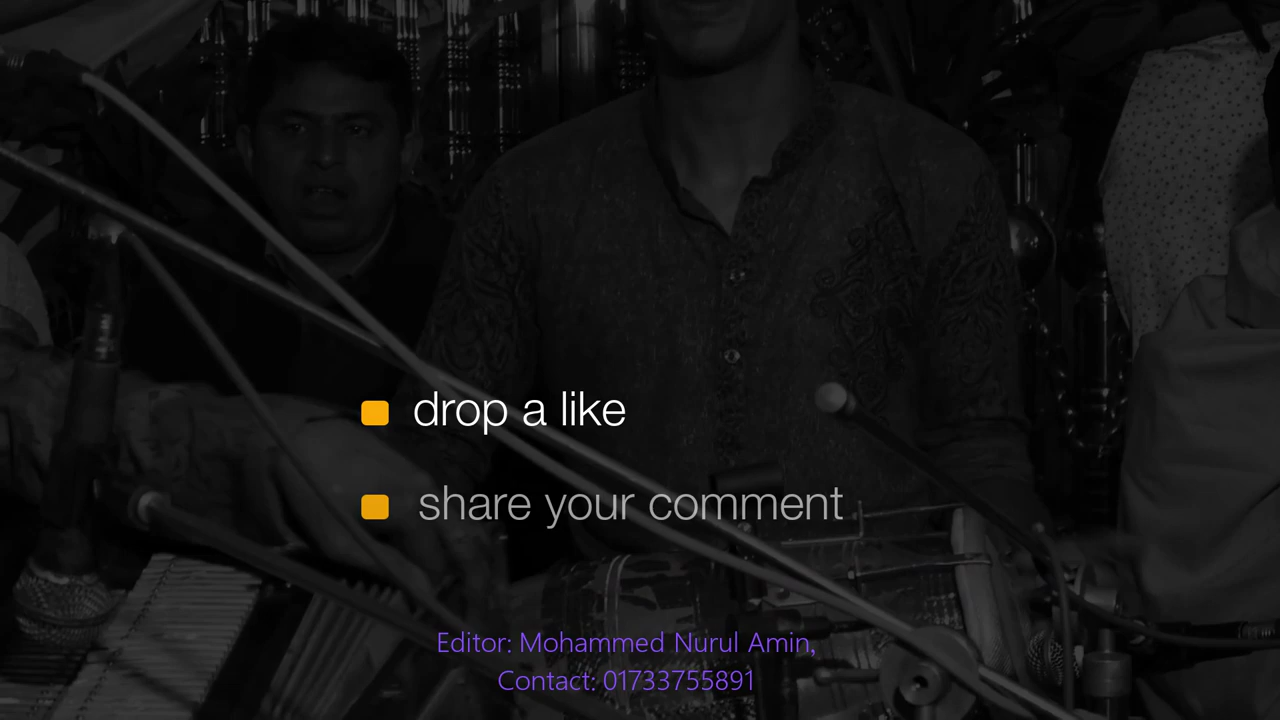 drop a like
share your comment
Editor: Mohammed Nurul Amin,
Contact: 01733755891